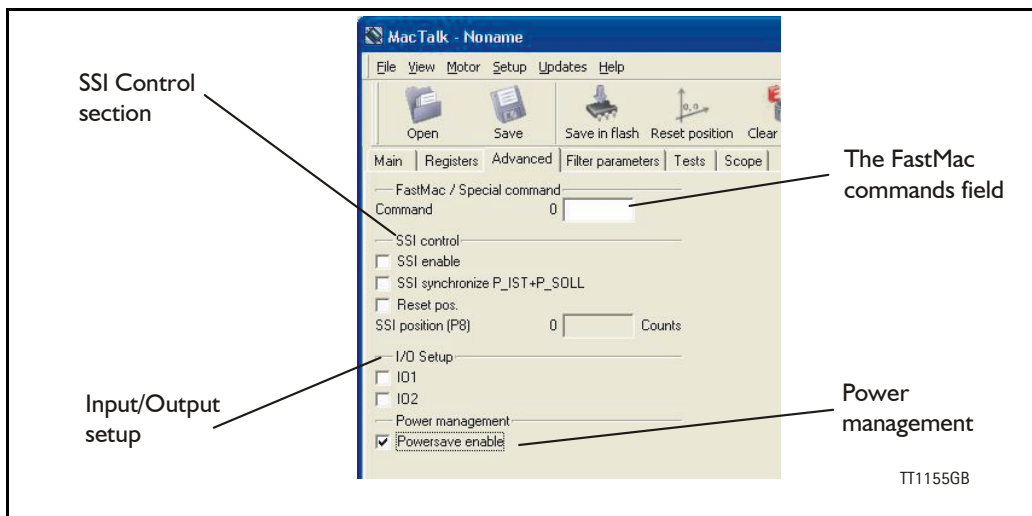 MacTalk - Noname
File View Motor Setup Updates Help
Open Save Save in flash Reset position Clear
Main Registers Advanced Filter parameters Tests Scope
FastMac / Special command
Command 0
SSI control
SSI enable
SSI synchronize P_IST+P_SOLL
Reset pos.
SSI position (P8) 0 Counts
I/O Setup
IO1
IO2
Power management
Powersave enable
SSI Control
section
Input/Output
setup
The FastMac
commands field
Power
management
TT1155GB